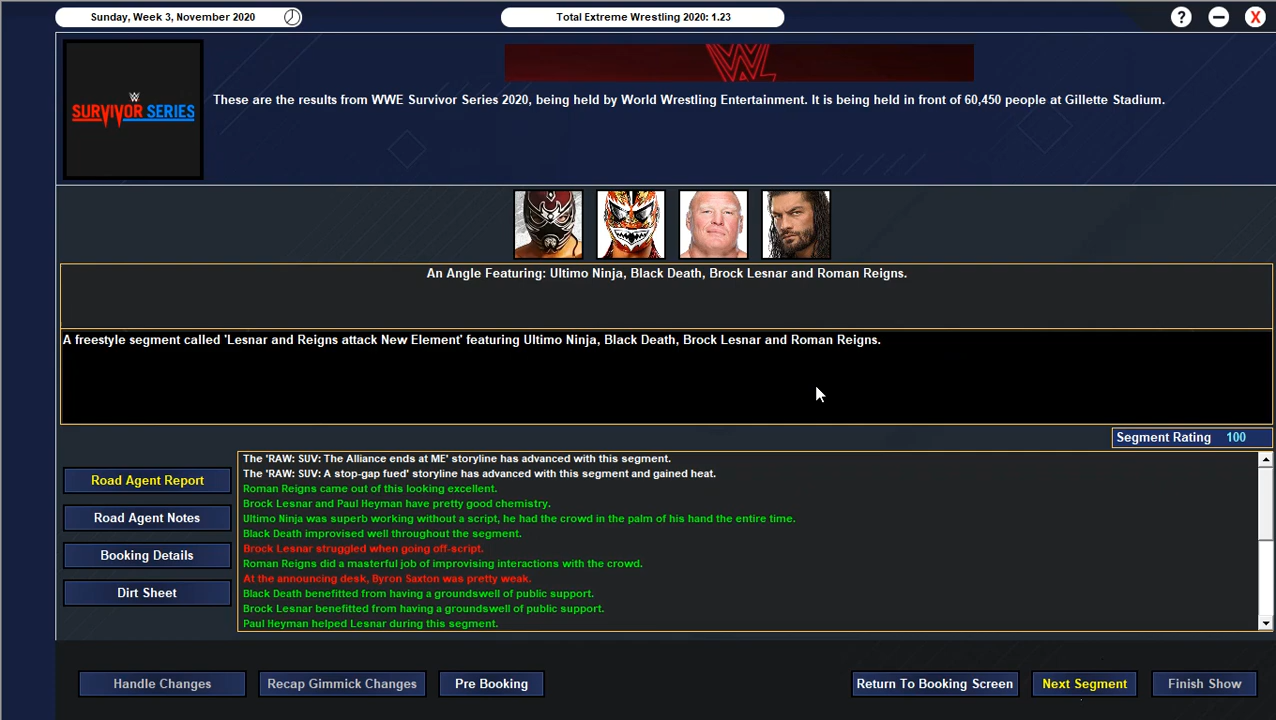 Sunday, Week 3, November 2020
Total Extreme Wrestling 2020: 1.23
? X
W
SURVIVOR SERIES
These are the results from WWE Survivor Series 2020, being held by World Wrestling Entertainment. It is being held in front of 60,450 people at Gillette Stadium.
An Angle Featuring: Ultimo Ninja, Black Death, Brock Lesnar and Roman Reigns.
A freestyle segment called 'Lesnar and Reigns attack New Element' featuring Ultimo Ninja, Black Death, Brock Lesnar and Roman Reigns.
Segment Rating 100
Road Agent Report
Road Agent Notes
Booking Details
Dirt Sheet
The 'RAW: SUV: The Alliance ends at ME' storyline has advanced with this segment.
The 'RAW: SUV: A stop-gap fued' storyline has advanced with this segment and gained heat.
Roman Reigns came out of this looking excellent.
Brock Lesnar and Paul Heyman have pretty good chemistry.
Ultimo Ninja was superb working without a script, he had the crowd in the palm of his hand the entire time.
Black Death improvised well throughout the segment.
Brock Lesnar struggled when going off-script.
Roman Reigns did a masterful job of improvising interactions with the crowd.
At the announcing desk, Byron Saxton was pretty weak.
Black Death benefitted from having a groundswell of public support.
Brock Lesnar benefitted from having a groundswell of public support.
Paul Heyman helped Lesnar during this segment.
Handle Changes
Recap Gimmick Changes
Pre Booking
Return To Booking Screen
Next Segment
Finish Show